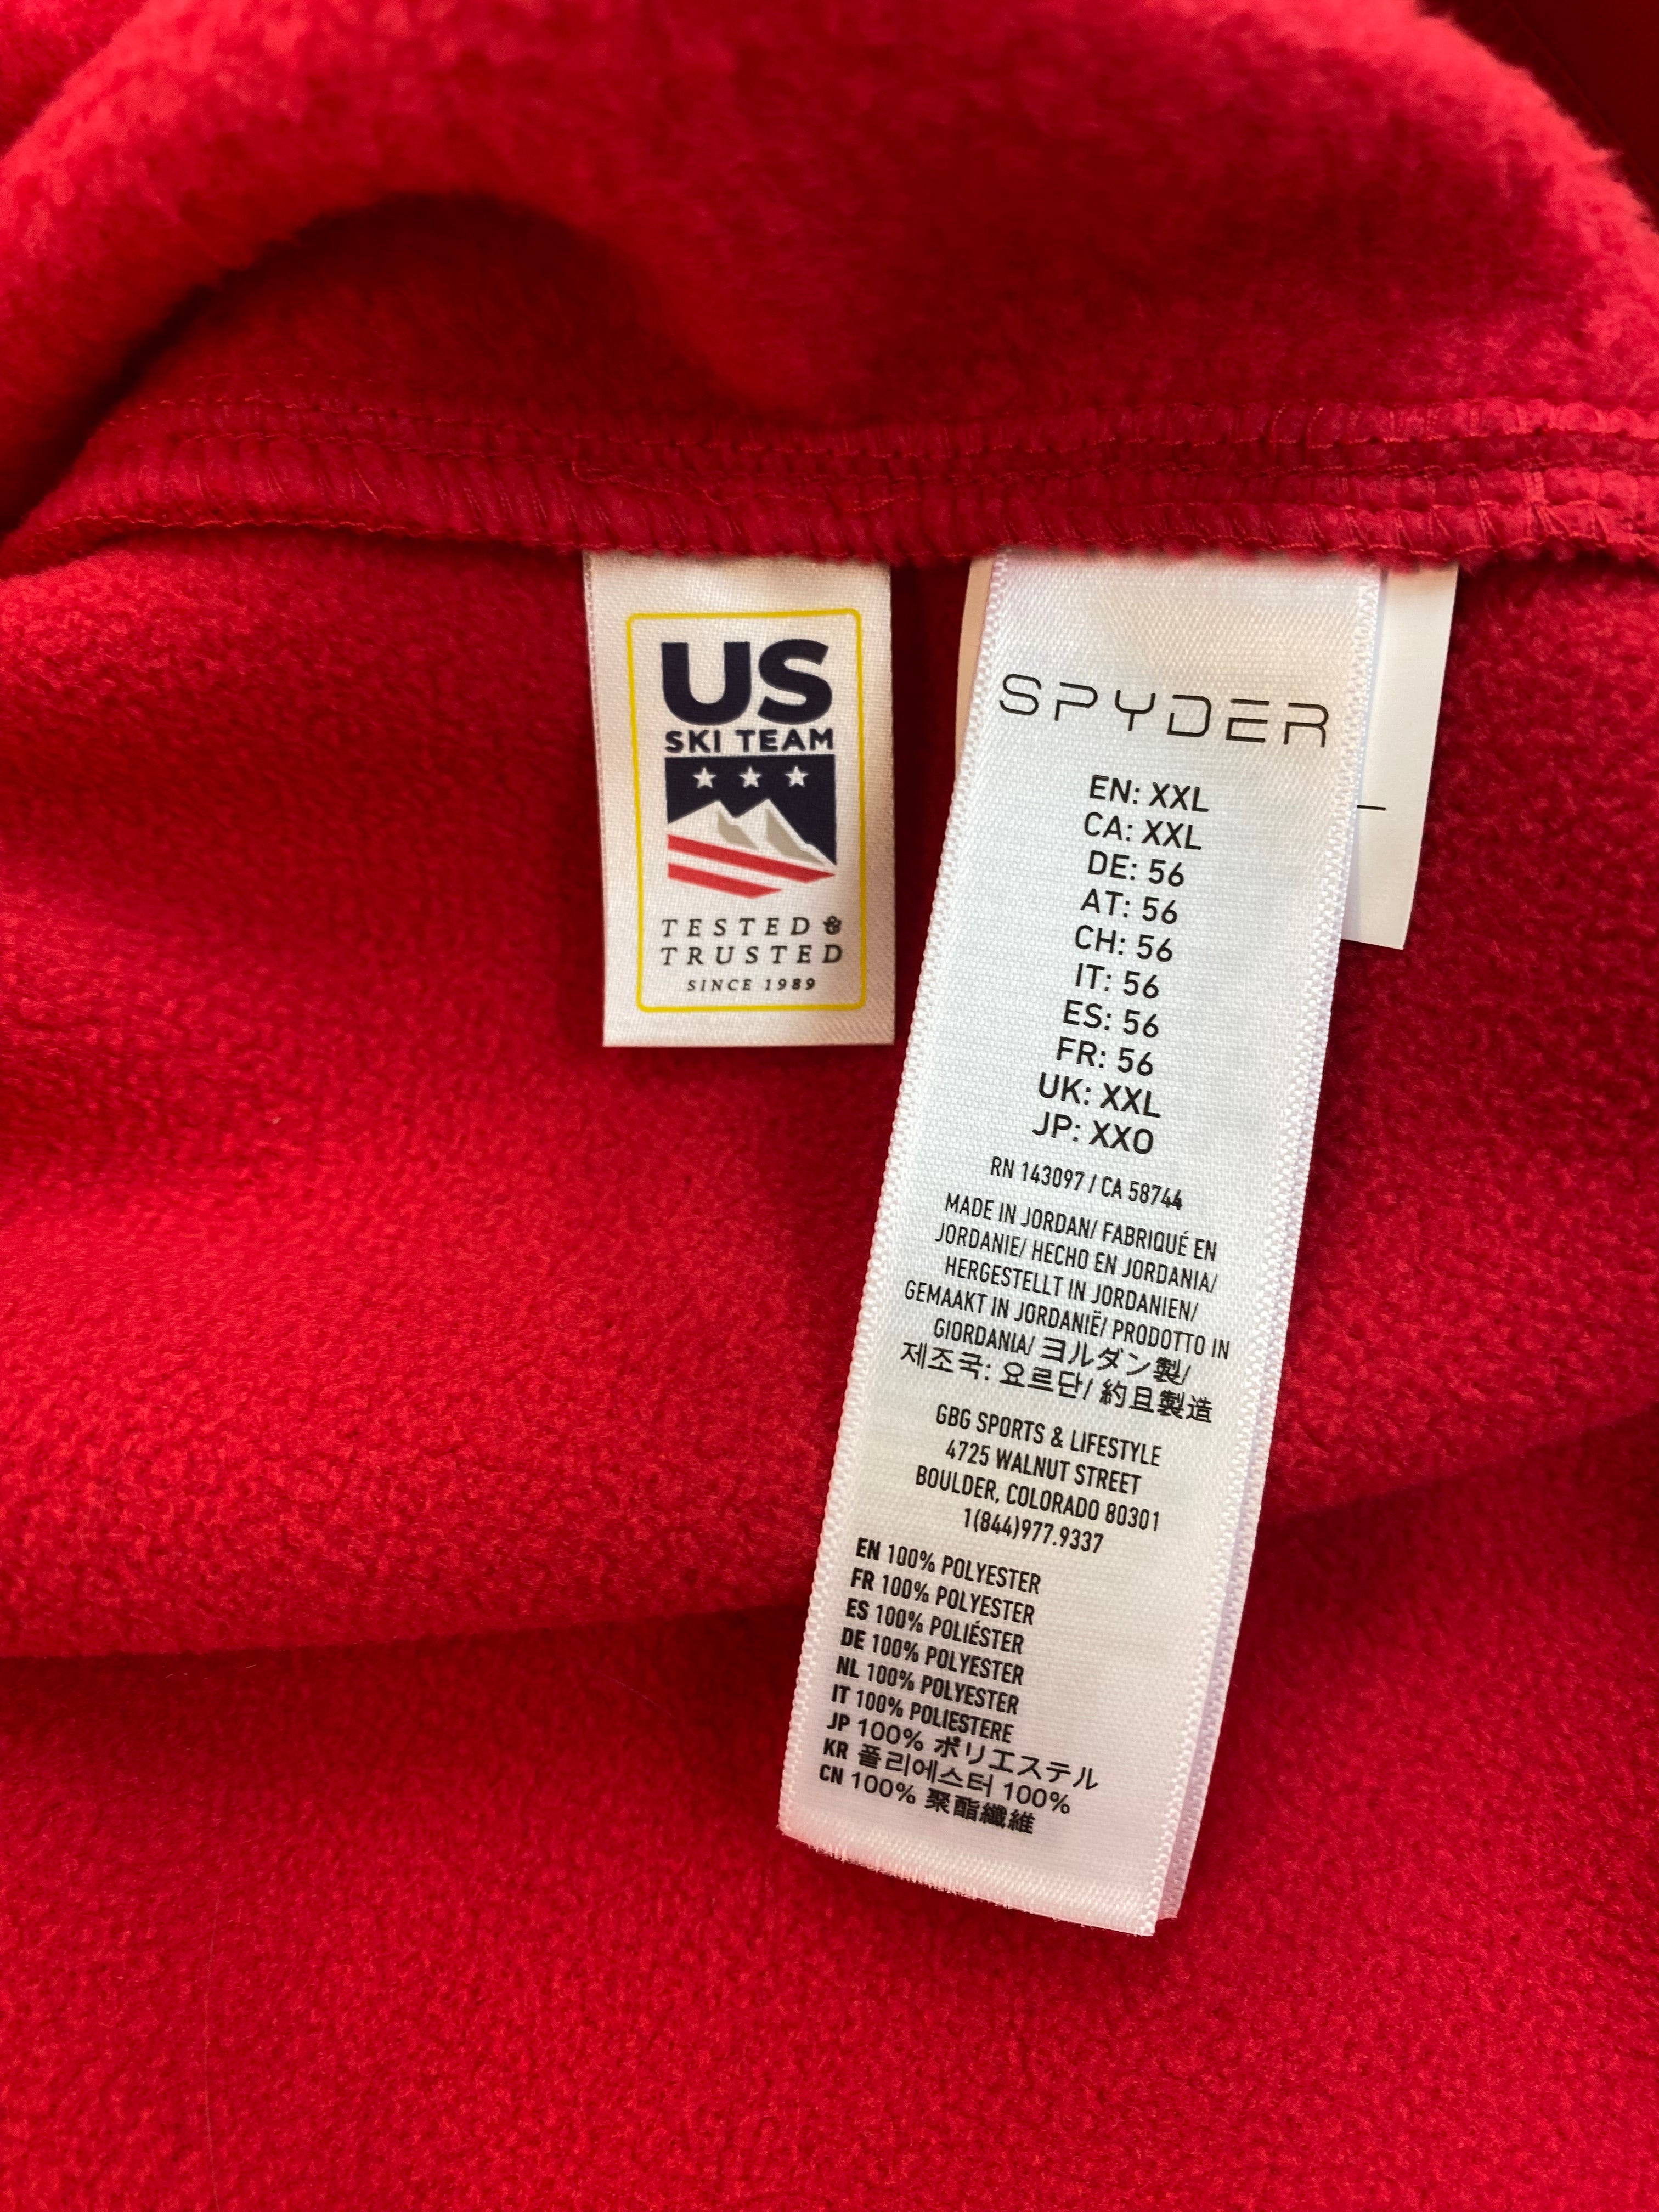 US
SKI TEAM
TESTED &
TRUSTED
SINCE 1989
SPYDER
EN: XXL
CA: XXL
DE: 56
AT: 56
CH: 56
IT: 56
ES: 56
FR: 56
UK: XXL
JP: XXO
RN 143097 / CA 58744
MADE IN JORDAN/ FABRIQUÉ EN
JORDANIE/ HECHO EN JORDANIA/
HERGESTELLT IN JORDANIEN/
GEMAAKT IN JORDANIË/ PRODOTTO IN
GIORDANIA/ ヨルダン製/
제조국: 요르단/ 約旦製造
GBG SPORTS & LIFESTYLE
4725 WALNUT STREET
BOULDER, COLORADO 80301
1(844)977.9337
EN 100% POLYESTER
FR 100% POLYESTER
ES 100% POLIÉSTER
DE 100% POLYESTER
NL 100% POLYESTER
IT 100% POLIESTERE
JP 100% ポリエステル
KR 폴리에스터 100%
CN 100% 聚酯纖維